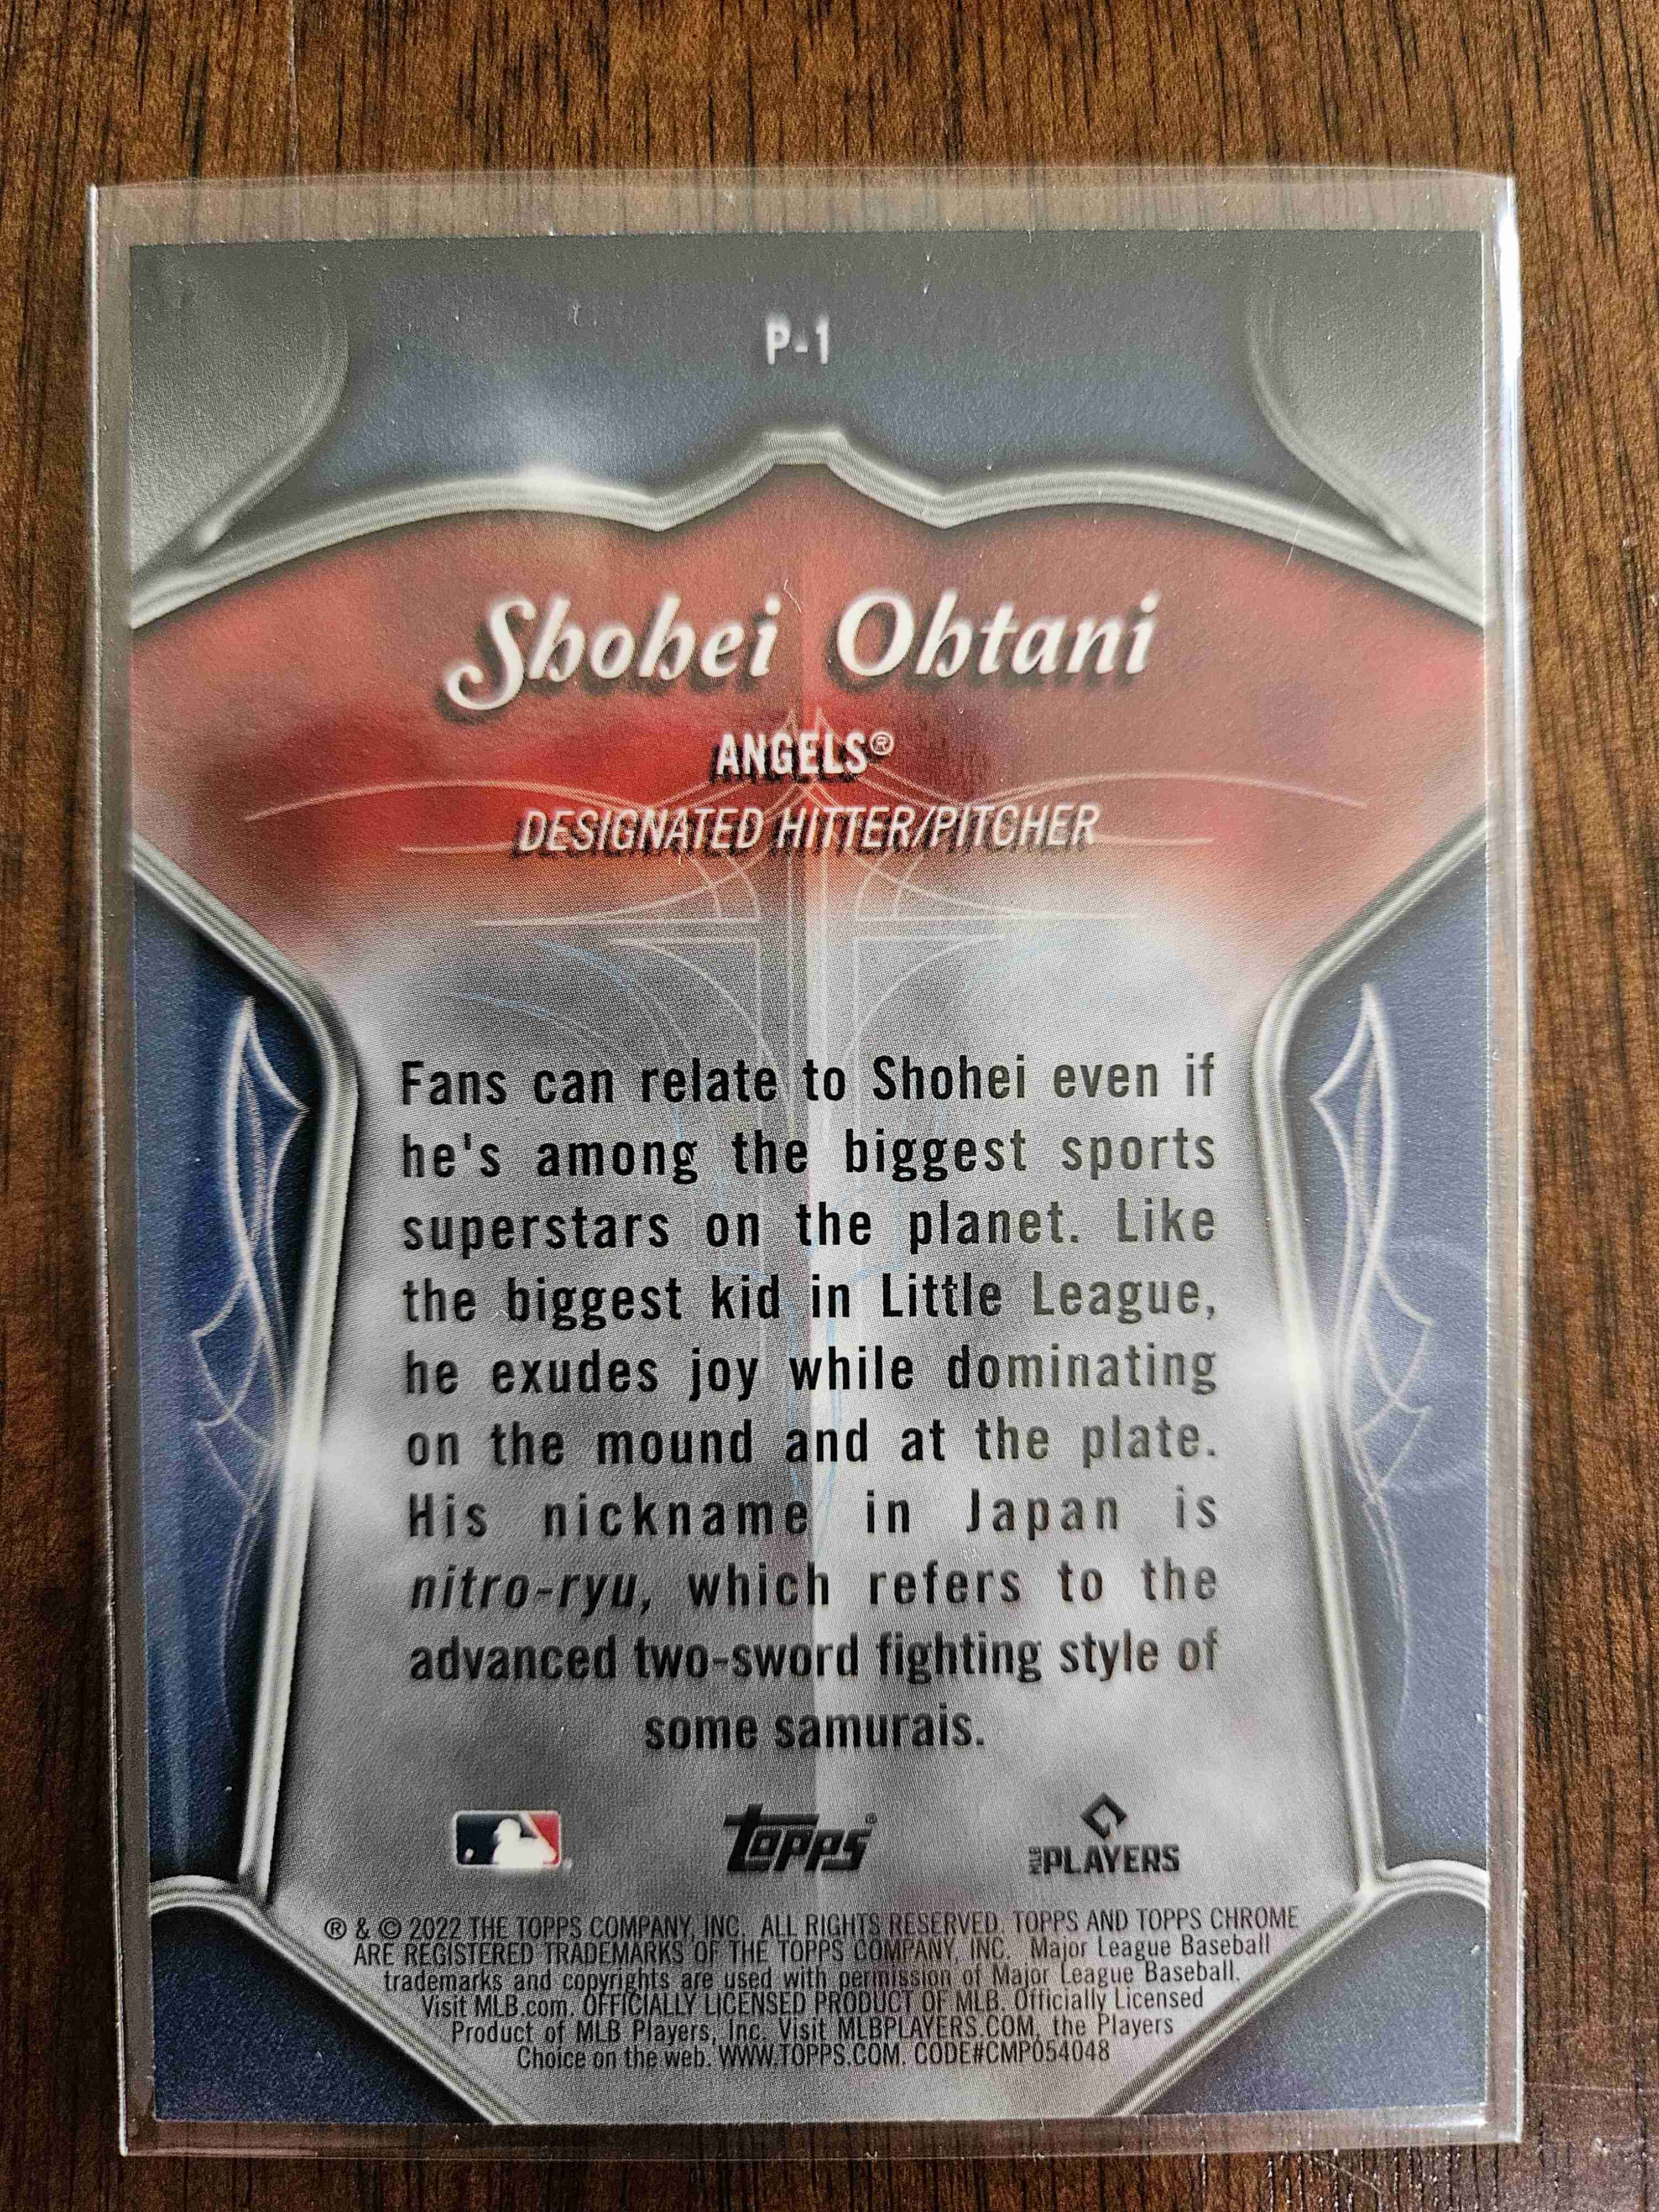 P-1
Shohei Ohtani
ANGELS®
DESIGNATED HITTER/PITCHER
Fans can relate to Shohei even if
he's among the biggest sports
superstars on the planet. Like
the biggest kid in Little League,
he exudes joy while dominating
on the mound and at the plate.
His nickname in Japan is
nitro-ryu, which refers to the
advanced two-sword fighting style of
some samurais.
topps®
MLB PLAYERS
® & © 2022 THE TOPPS COMPANY, INC. ALL RIGHTS RESERVED. TOPPS AND TOPPS CHROME
ARE REGISTERED TRADEMARKS OF THE TOPPS COMPANY, INC. Major League Baseball
trademarks and copyrights are used with permission of Major League Baseball.
Visit MLB.com. OFFICIALLY LICENSED PRODUCT OF MLB. Officially Licensed
Product of MLB Players, Inc. Visit MLBPLAYERS.COM, the Players
Choice on the web. WWW.TOPPS.COM. CODE#CMP054048